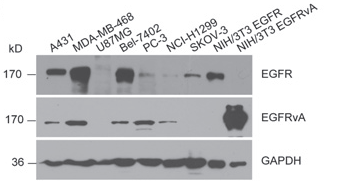 kD A431 MDA-MB-468 U87MG Bel-7402 PC-3 NCI-H1299 SKOV-3 NIH/3T3 EGFR NIH/3T3 EGFRvA
170 EGFR
170 EGFRvA
36 GAPDH